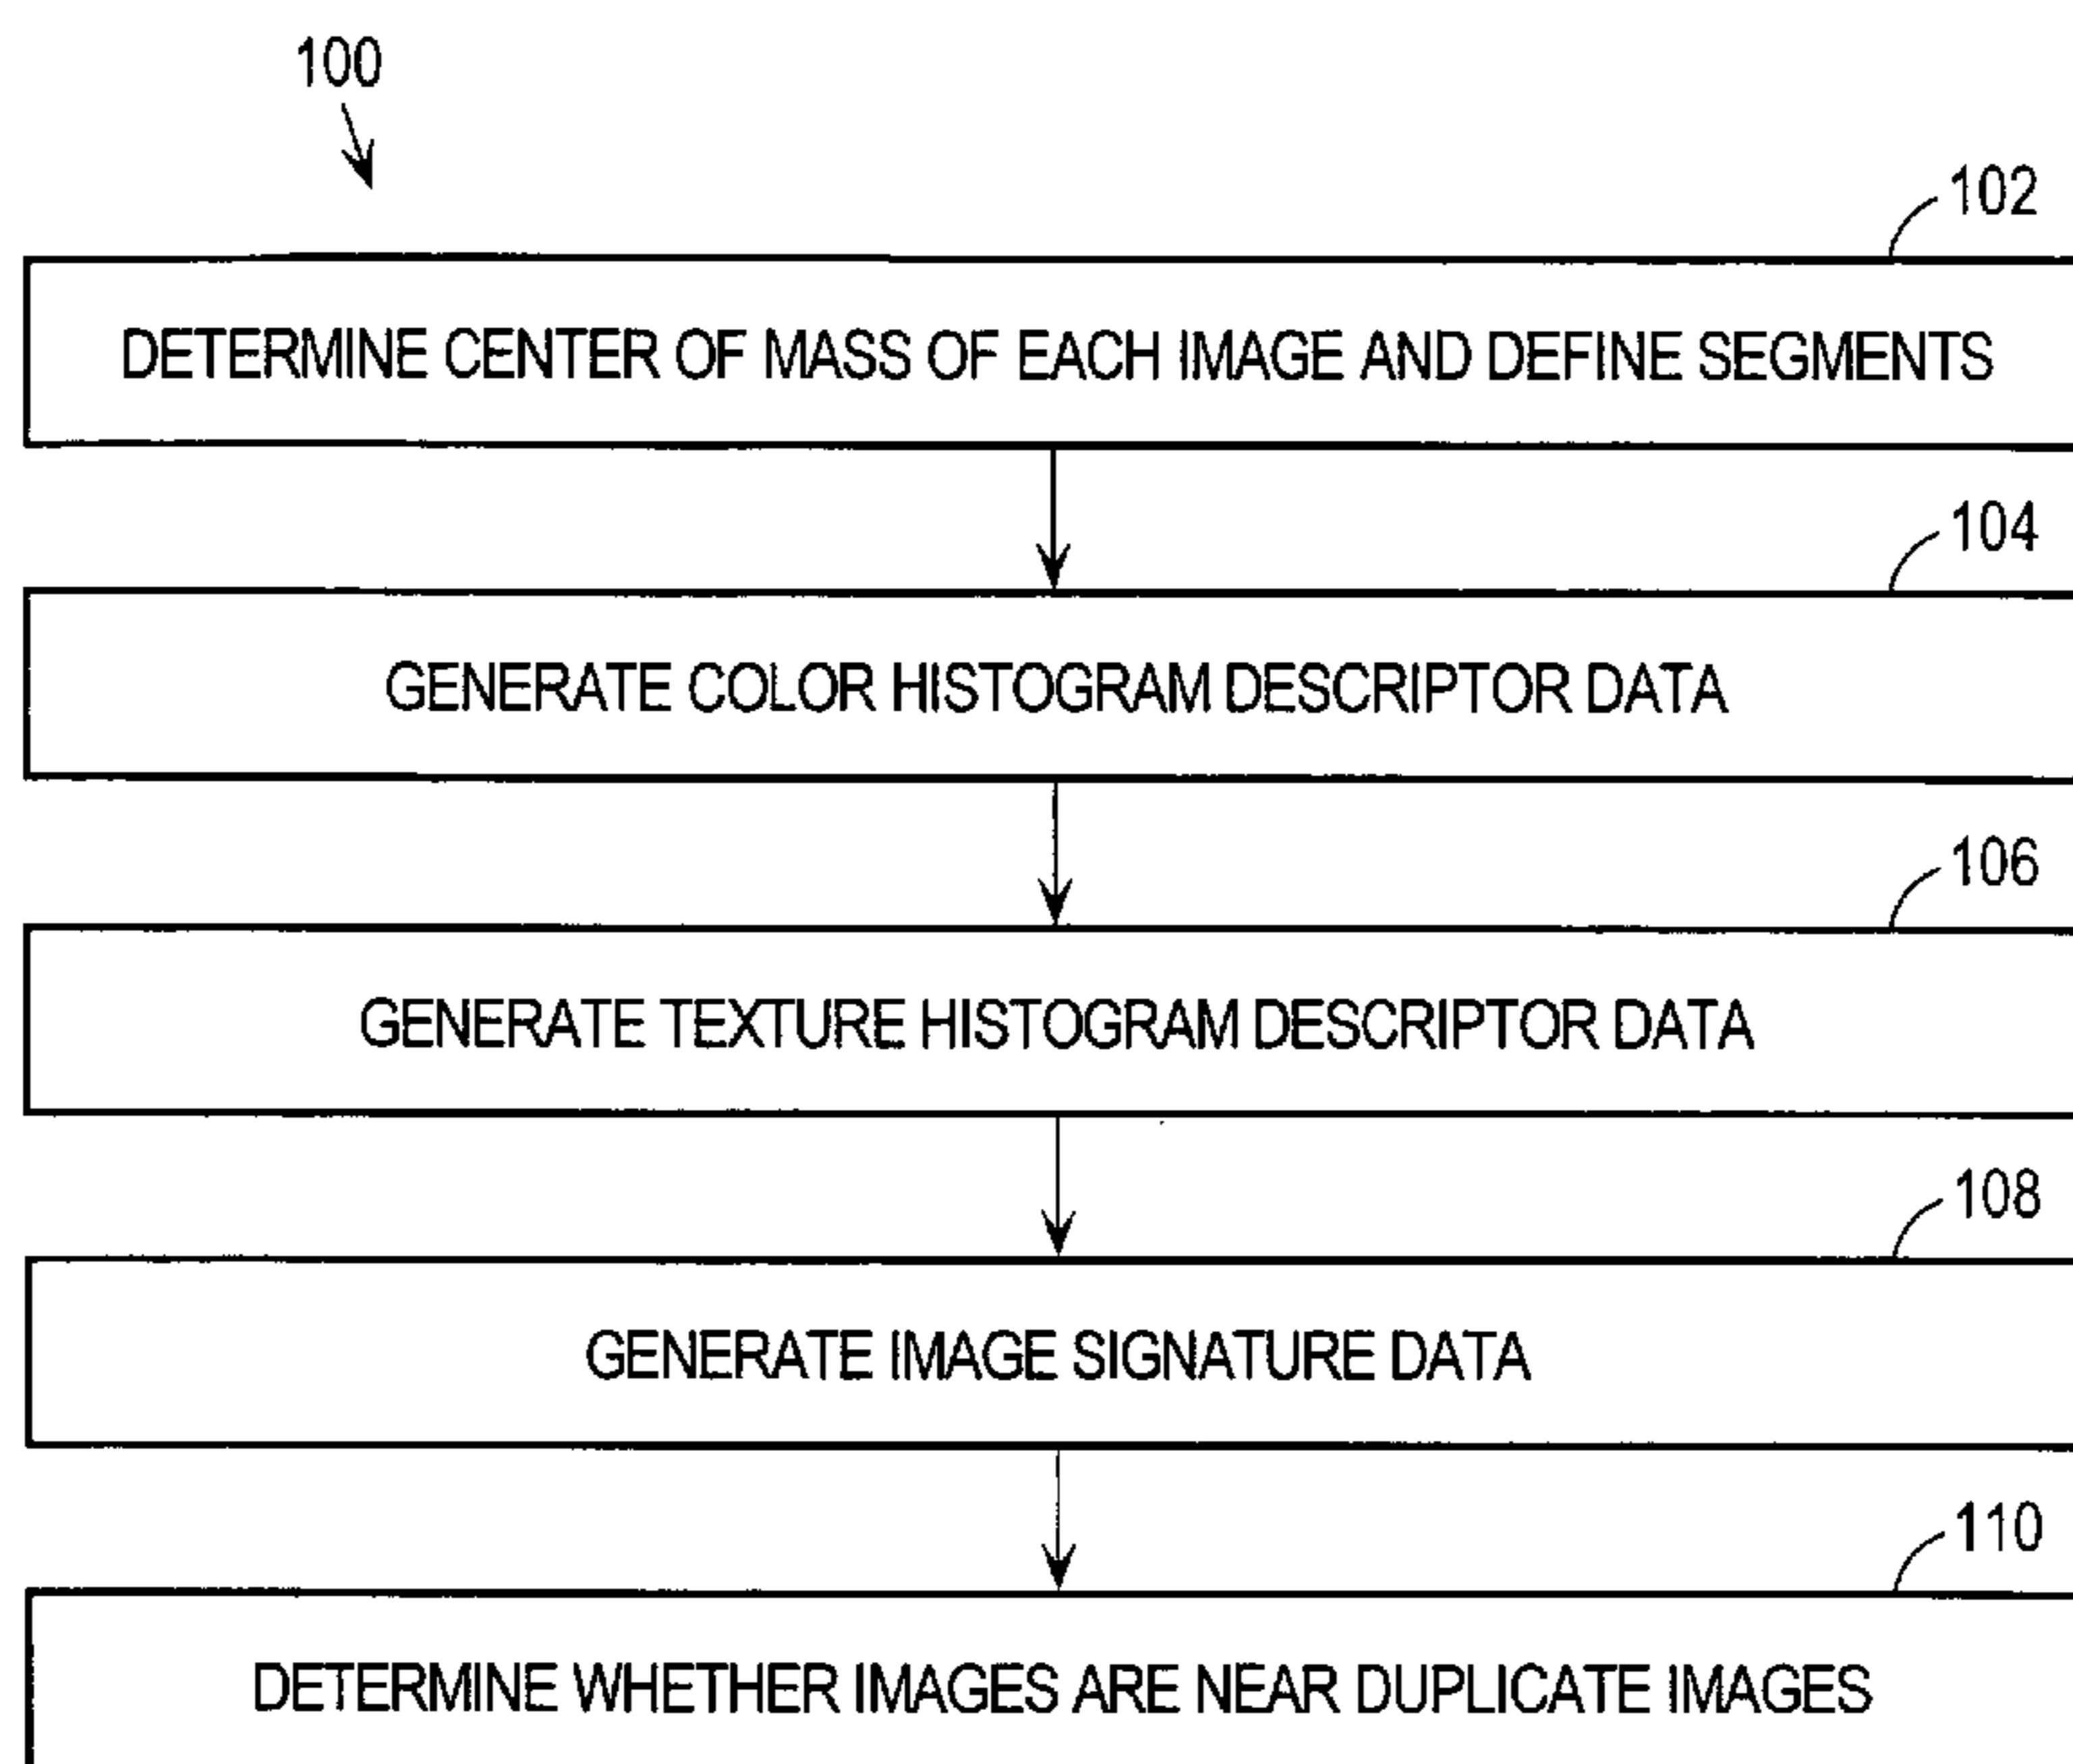 100
102
DETERMINE CENTER OF MASS OF EACH IMAGE AND DEFINE SEGMENTS
104
GENERATE COLOR HISTOGRAM DESCRIPTOR DATA
106
GENERATE TEXTURE HISTOGRAM DESCRIPTOR DATA
108
GENERATE IMAGE SIGNATURE DATA
110
DETERMINE WHETHER IMAGES ARE NEAR DUPLICATE IMAGES